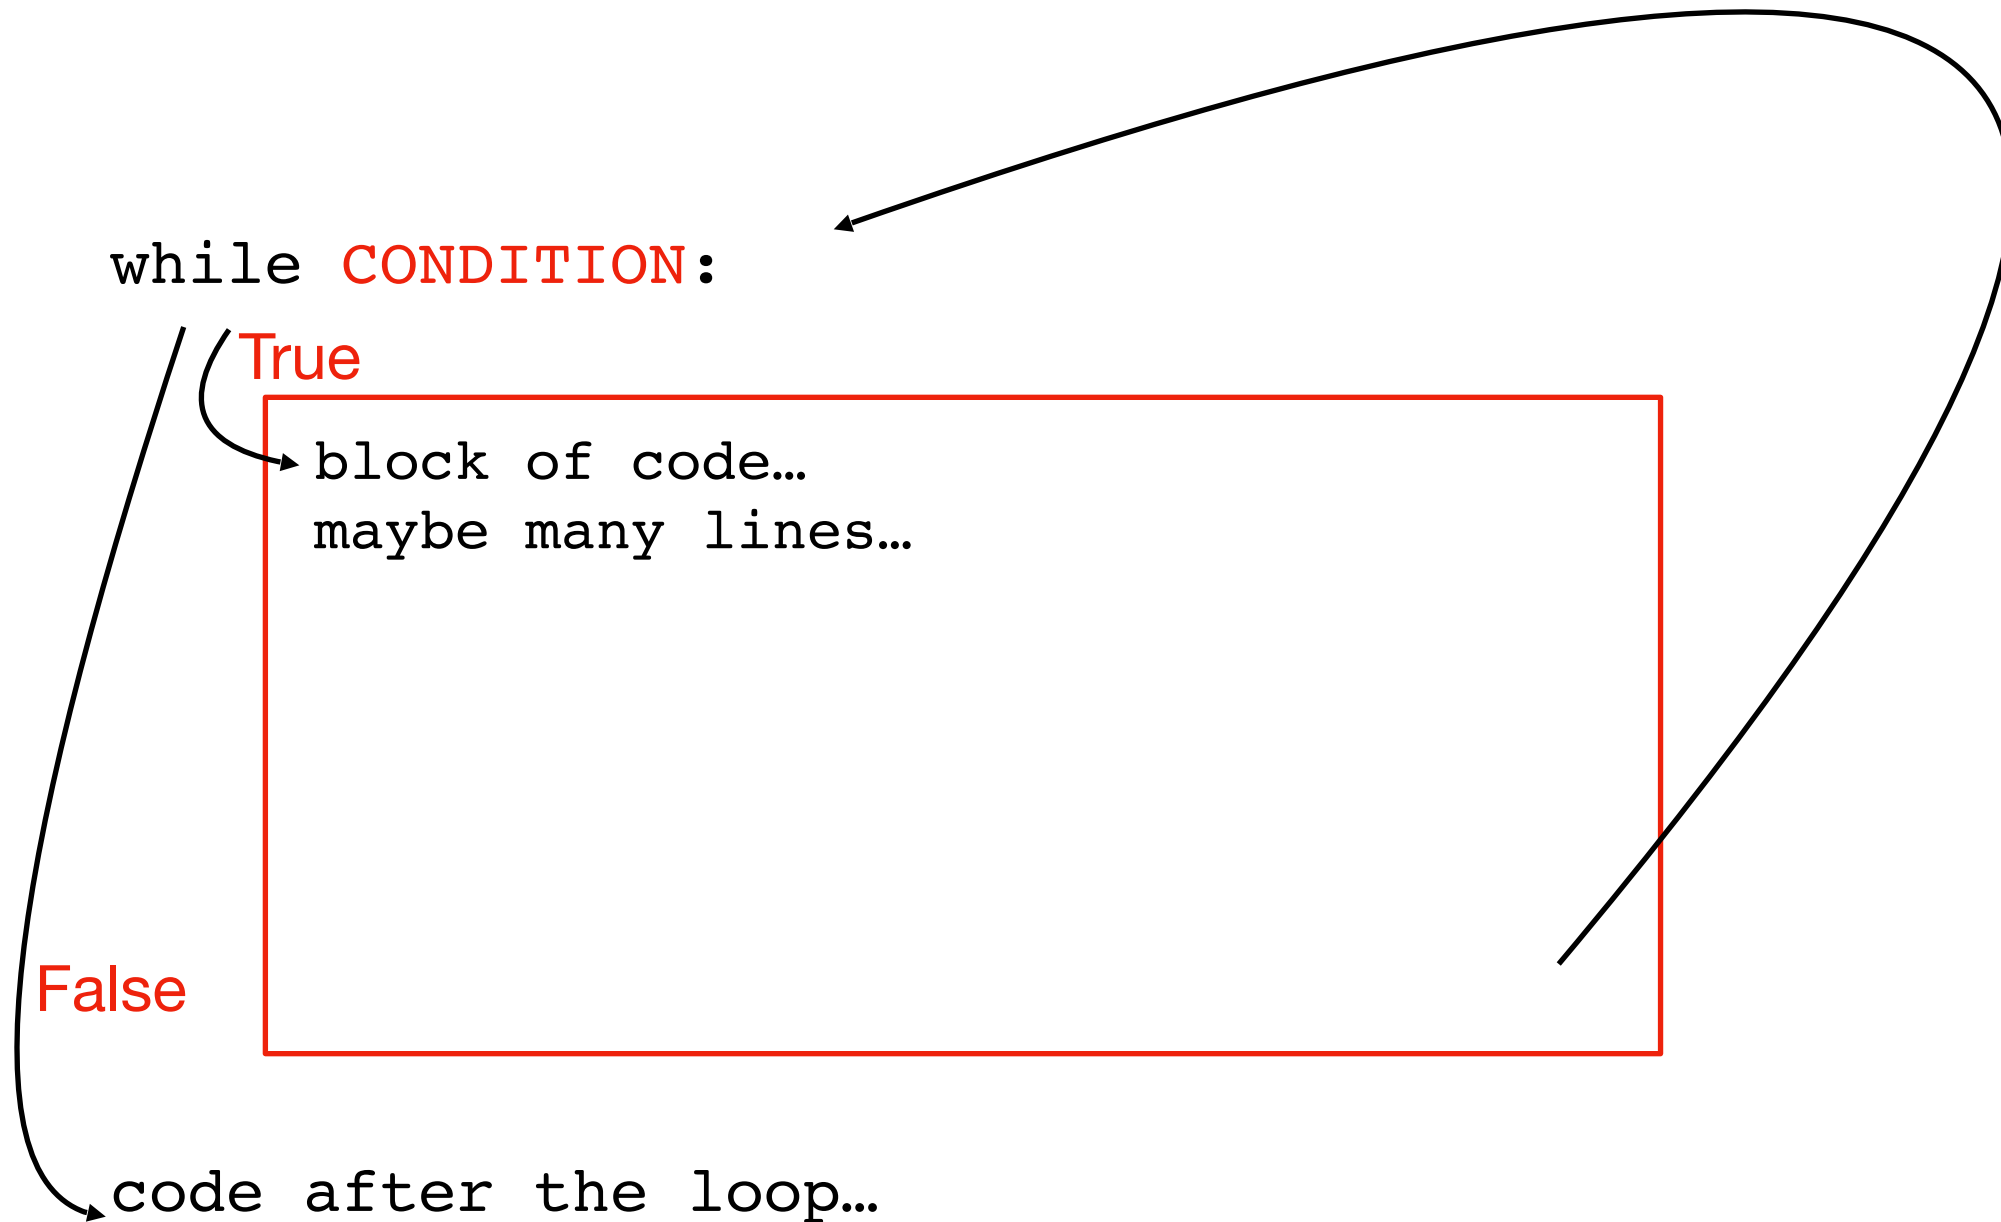 while CONDITION:
True
block of code…
maybe many lines…
False
code after the loop…